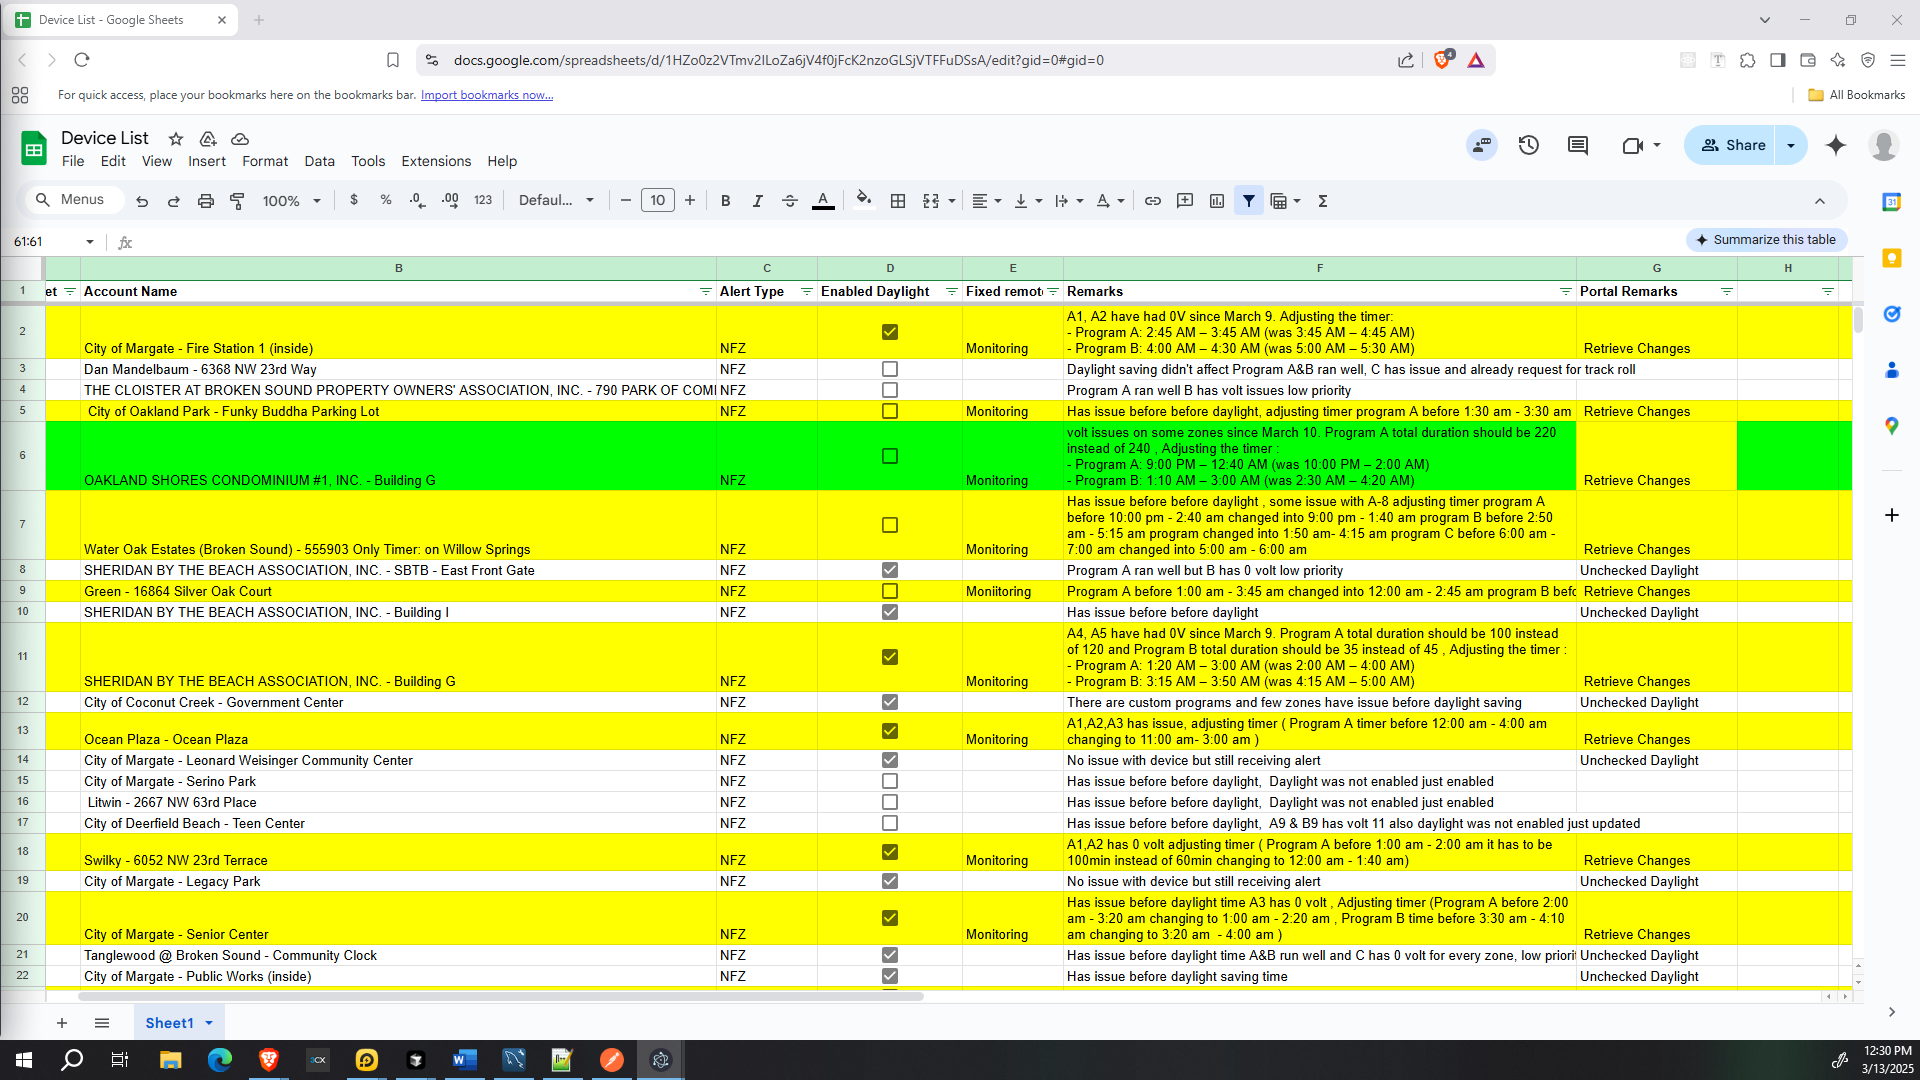 Device List - Google Sheets
docs.google.com/spreadsheets/d/1HZo0z2VTmv2ILoZa6jV4f0jFcK2nzoGLSjVTFFuDSsA/edit?gid=0#gid=0
4
For quick access, place your bookmarks here on the bookmarks bar. Import bookmarks now...
All Bookmarks
Device List
File Edit View Insert Format Data Tools Extensions Help
Share
Menus 100% $ % .0 .00 123 Defaul... 10 B I A
61:61
Summarize this table
B C D E F G H
1 et Account Name Alert Type Enabled Daylight Fixed remot Remarks Portal Remarks
A1, A2 have had 0V since March 9. Adjusting the timer:
2 - Program A: 2:45 AM – 3:45 AM (was 3:45 AM – 4:45 AM)
City of Margate - Fire Station 1 (inside) NFZ Monitoring - Program B: 4:00 AM – 4:30 AM (was 5:00 AM – 5:30 AM) Retrieve Changes
3 Dan Mandelbaum - 6368 NW 23rd Way NFZ Daylight saving didn't affect Program A&B ran well, C has issue and already request for track roll
4 THE CLOISTER AT BROKEN SOUND PROPERTY OWNERS' ASSOCIATION, INC. - 790 PARK OF COMI NFZ Program A ran well B has volt issues low priority
5 City of Oakland Park - Funky Buddha Parking Lot NFZ Monitoring Has issue before before daylight, adjusting timer program A before 1:30 am - 3:30 am Retrieve Changes
volt issues on some zones since March 10. Program A total duration should be 220
6 instead of 240 , Adjusting the timer :
- Program A: 9:00 PM – 12:40 AM (was 10:00 PM – 2:00 AM)
OAKLAND SHORES CONDOMINIUM #1, INC. - Building G NFZ Monitoring - Program B: 1:10 AM – 3:00 AM (was 2:30 AM – 4:20 AM) Retrieve Changes
Has issue before before daylight , some issue with A-8 adjusting timer program A
7 before 10:00 pm - 2:40 am changed into 9:00 pm - 1:40 am program B before 2:50
am - 5:15 am program changed into 1:50 am- 4:15 am program C before 6:00 am -
Water Oak Estates (Broken Sound) - 555903 Only Timer: on Willow Springs NFZ Monitoring 7:00 am changed into 5:00 am - 6:00 am Retrieve Changes
8 SHERIDAN BY THE BEACH ASSOCIATION, INC. - SBTB - East Front Gate NFZ Program A ran well but B has 0 volt low priority Unchecked Daylight
9 Green - 16864 Silver Oak Court NFZ Moniitoring Program A before 1:00 am - 3:45 am changed into 12:00 am - 2:45 am program B befo Retrieve Changes
10 SHERIDAN BY THE BEACH ASSOCIATION, INC. - Building I NFZ Has issue before before daylight Unchecked Daylight
A4, A5 have had 0V since March 9. Program A total duration should be 100 instead
11 of 120 and Program B total duration should be 35 instead of 45 , Adjusting the timer :
- Program A: 1:20 AM – 3:00 AM (was 2:00 AM – 4:00 AM)
SHERIDAN BY THE BEACH ASSOCIATION, INC. - Building G NFZ Monitoring - Program B: 3:15 AM – 3:50 AM (was 4:15 AM – 5:00 AM) Retrieve Changes
12 City of Coconut Creek - Government Center NFZ There are custom programs and few zones have issue before daylight saving Unchecked Daylight
13 A1,A2,A3 has issue, adjusting timer ( Program A timer before 12:00 am - 4:00 am
Ocean Plaza - Ocean Plaza NFZ Monitoring changing to 11:00 am- 3:00 am ) Retrieve Changes
14 City of Margate - Leonard Weisinger Community Center NFZ No issue with device but still receiving alert Unchecked Daylight
15 City of Margate - Serino Park NFZ Has issue before before daylight, Daylight was not enabled just enabled
16 Litwin - 2667 NW 63rd Place NFZ Has issue before before daylight, Daylight was not enabled just enabled
17 City of Deerfield Beach - Teen Center NFZ Has issue before before daylight, A9 & B9 has volt 11 also daylight was not enabled just updated
18 A1,A2 has 0 volt adjusting timer ( Program A before 1:00 am - 2:00 am it has to be
Swilky - 6052 NW 23rd Terrace NFZ Monitoring 100min instead of 60min changing to 12:00 am - 1:40 am) Retrieve Changes
19 City of Margate - Legacy Park NFZ No issue with device but still receiving alert Unchecked Daylight
Has issue before daylight time A3 has 0 volt , Adjusting timer (Program A before 2:00
20 am - 3:20 am changing to 1:00 am - 2:20 am , Program B time before 3:30 am - 4:10
City of Margate - Senior Center NFZ Monitoring am changing to 3:20 am - 4:00 am ) Retrieve Changes
21 Tanglewood @ Broken Sound - Community Clock NFZ Has issue before daylight time A&B run well and C has 0 volt for every zone, low priorit Unchecked Daylight
22 City of Margate - Public Works (inside) NFZ Has issue before daylight saving time Unchecked Daylight
Sheet1
12:30 PM
3/13/2025